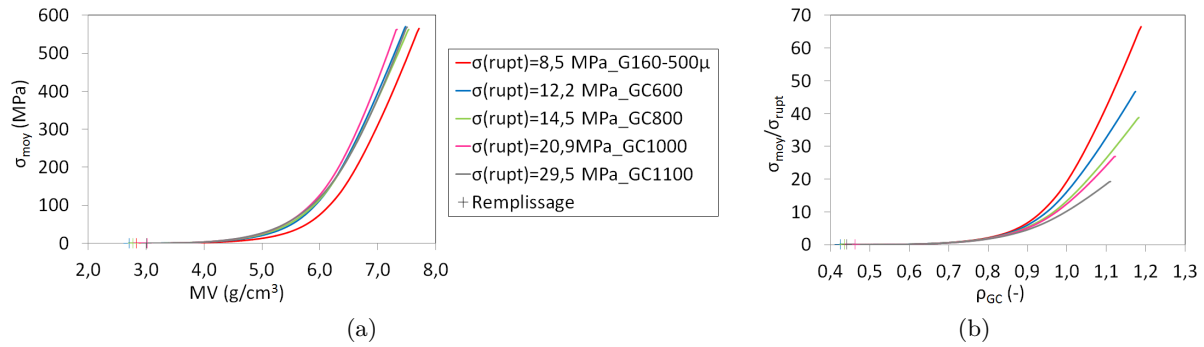 600
500
400
300
200
100
0
σmoy (MPa)
2,0 3,0 4,0 5,0 6,0 7,0 8,0
MV (g/cm³)
(a)
σ(rupt)=8,5 MPa_G160-500µ
σ(rupt)=12,2 MPa_GC600
σ(rupt)=14,5 MPa_GC800
σ(rupt)=20,9MPa_GC1000
σ(rupt)=29,5 MPa_GC1100
Remplissage
70
60
50
40
30
20
10
0
σmoy/σrupt
0,4 0,5 0,6 0,7 0,8 0,9 1,0 1,1 1,2 1,3
ρGC (-)
(b)